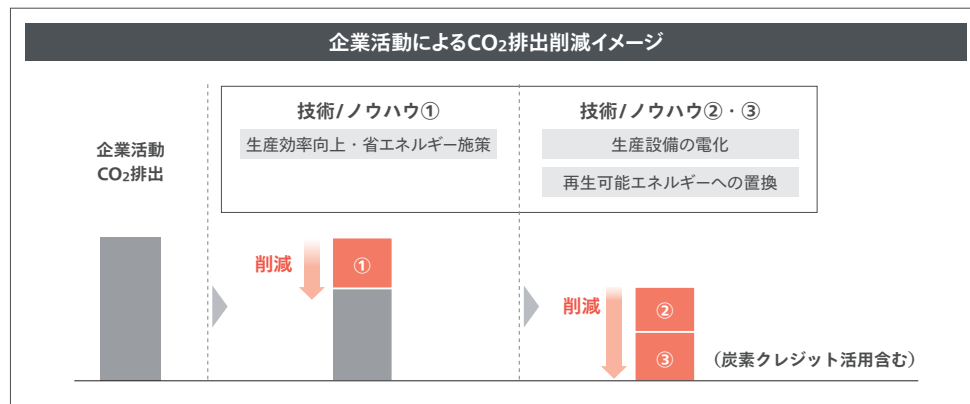 企業活動によるCO₂排出削減イメージ
企業活動
CO₂排出
技術/ノウハウ①
生産効率向上・省エネルギー施策
技術/ノウハウ②・③
生産設備の電化
再生可能エネルギーへの置換
削減
①
削減
②
③
（炭素クレジット活用含む）